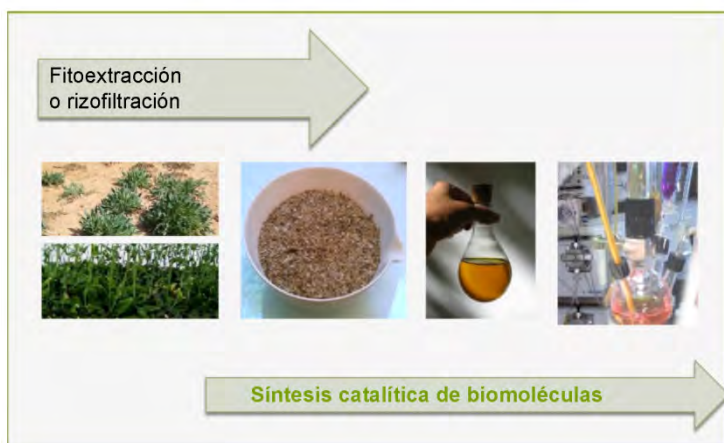 Fitoextracción
o rizofiltración
Síntesis catalítica de biomoléculas